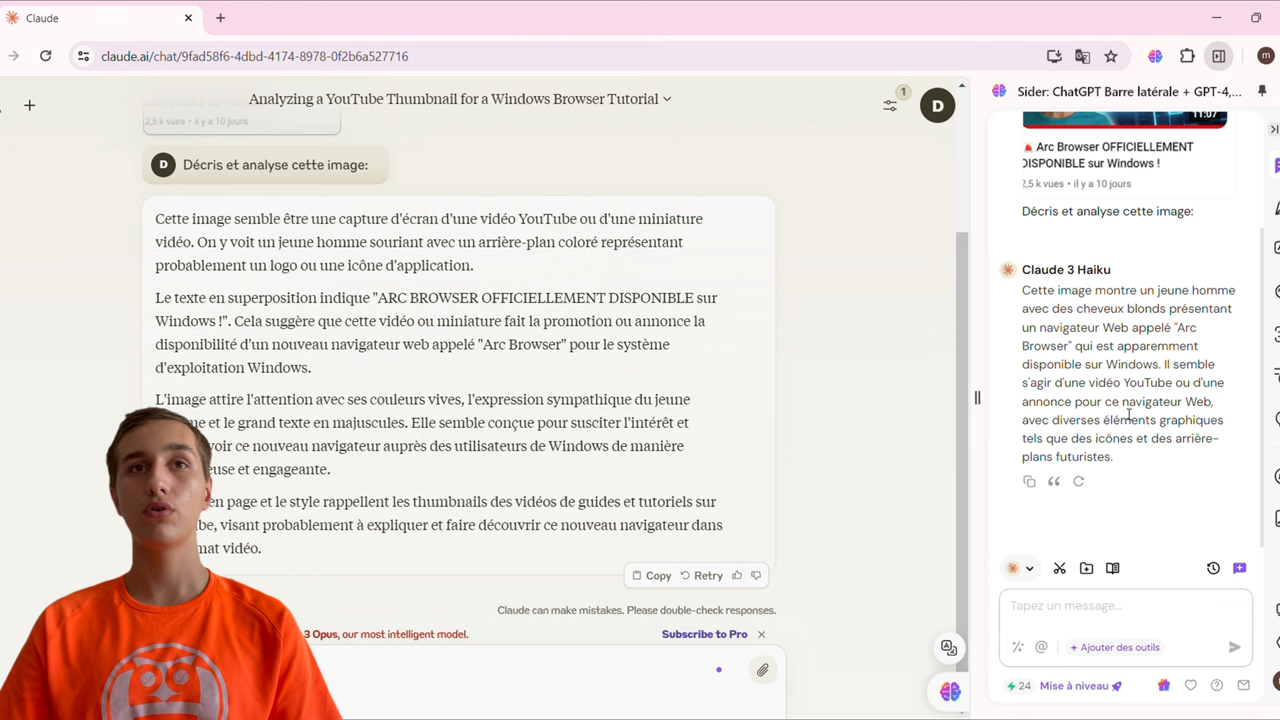 Claude
claude.ai/chat/9fad58f6-4dbd-4174-8978-0f2b6a527716
m
Analyzing a YouTube Thumbnail for a Windows Browser Tutorial
1
D
2,5 k vues • il y a 10 jours
D
Décris et analyse cette image:
Cette image semble être une capture d'écran d'une vidéo YouTube ou d'une miniature
vidéo. On y voit un jeune homme souriant avec un arrière-plan coloré représentant
probablement un logo ou une icône d'application.
Le texte en superposition indique "ARC BROWSER OFFICIELLEMENT DISPONIBLE sur
Windows !". Cela suggère que cette vidéo ou miniature fait la promotion ou annonce la
disponibilité d'un nouveau navigateur web appelé "Arc Browser" pour le système
d'exploitation Windows.
L'image attire l'attention avec ses couleurs vives, l'expression sympathique du jeune
me et le grand texte en majuscules. Elle semble conçue pour susciter l'intérêt et
voir ce nouveau navigateur auprès des utilisateurs de Windows de manière
euse et engageante.
en page et le style rappellent les thumbnails des vidéos de guides et tutoriels sur
be, visant probablement à expliquer et faire découvrir ce nouveau navigateur dans
mat vidéo.
Copy Retry
Claude can make mistakes. Please double-check responses.
3 Opus, our most intelligent model.
Subscribe to Pro
Sider: ChatGPT Barre latérale + GPT-4,...
11:07
Arc Browser OFFICIELLEMENT
DISPONIBLE sur Windows !
2,5 k vues • il y a 10 jours
Décris et analyse cette image:
Claude 3 Haiku
Cette image montre un jeune homme
avec des cheveux blonds présentant
un navigateur Web appelé "Arc
Browser" qui est apparemment
disponible sur Windows. Il semble
s'agir d'une vidéo YouTube ou d'une
annonce pour ce navigateur Web,
avec diverses éléments graphiques
tels que des icônes et des arrière-
plans futuristes.
Tapez un message...
@ + Ajouter des outils
24 Mise à niveau